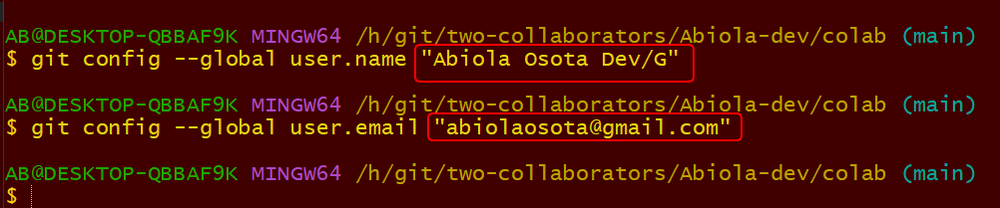 AB@DESKTOP-QBBAF9K MINGW64 /h/git/two-collaborators/Abiola-dev/colab (main)
$ git config --global user.name "Abiola Osota Dev/G"
AB@DESKTOP-QBBAF9K MINGW64 /h/git/two-collaborators/Abiola-dev/colab (main)
$ git config --global user.email "abiolaosota@gmail.com"
AB@DESKTOP-QBBAF9K MINGW64 /h/git/two-collaborators/Abiola-dev/colab (main)
$